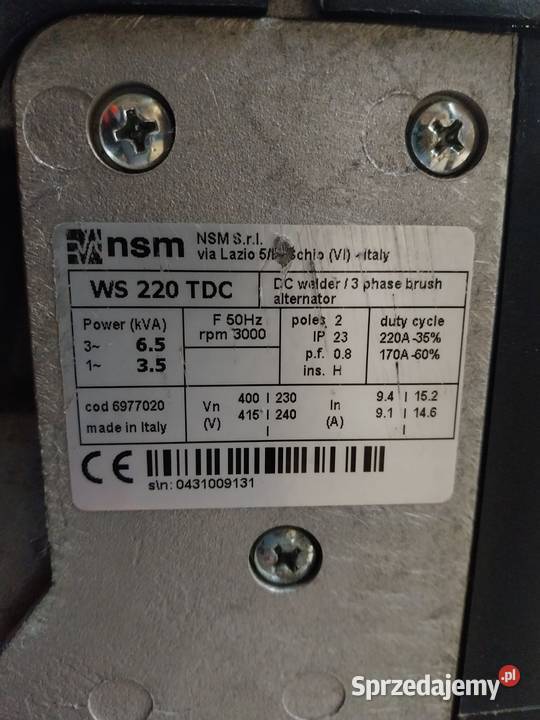 nsm
NSM S.r.l.
via Lazio 5/ Schio (VI) - Italy
WS 220 TDC
DC welder / 3 phase brush
alternator
Power (kVA)
3~ 6.5
1~ 3.5
F 50Hz
rpm 3000
poles 2
IP 23
p.f. 0.8
ins. H
duty cycle
220A -35%
170A -60%
cod 6977020
made in Italy
Vn (V)
400 | 230
415 | 240
In (A)
9.4 | 15.2
9.1 | 14.6
CE
s\n: 0431009131
Sprzedajemy.pl